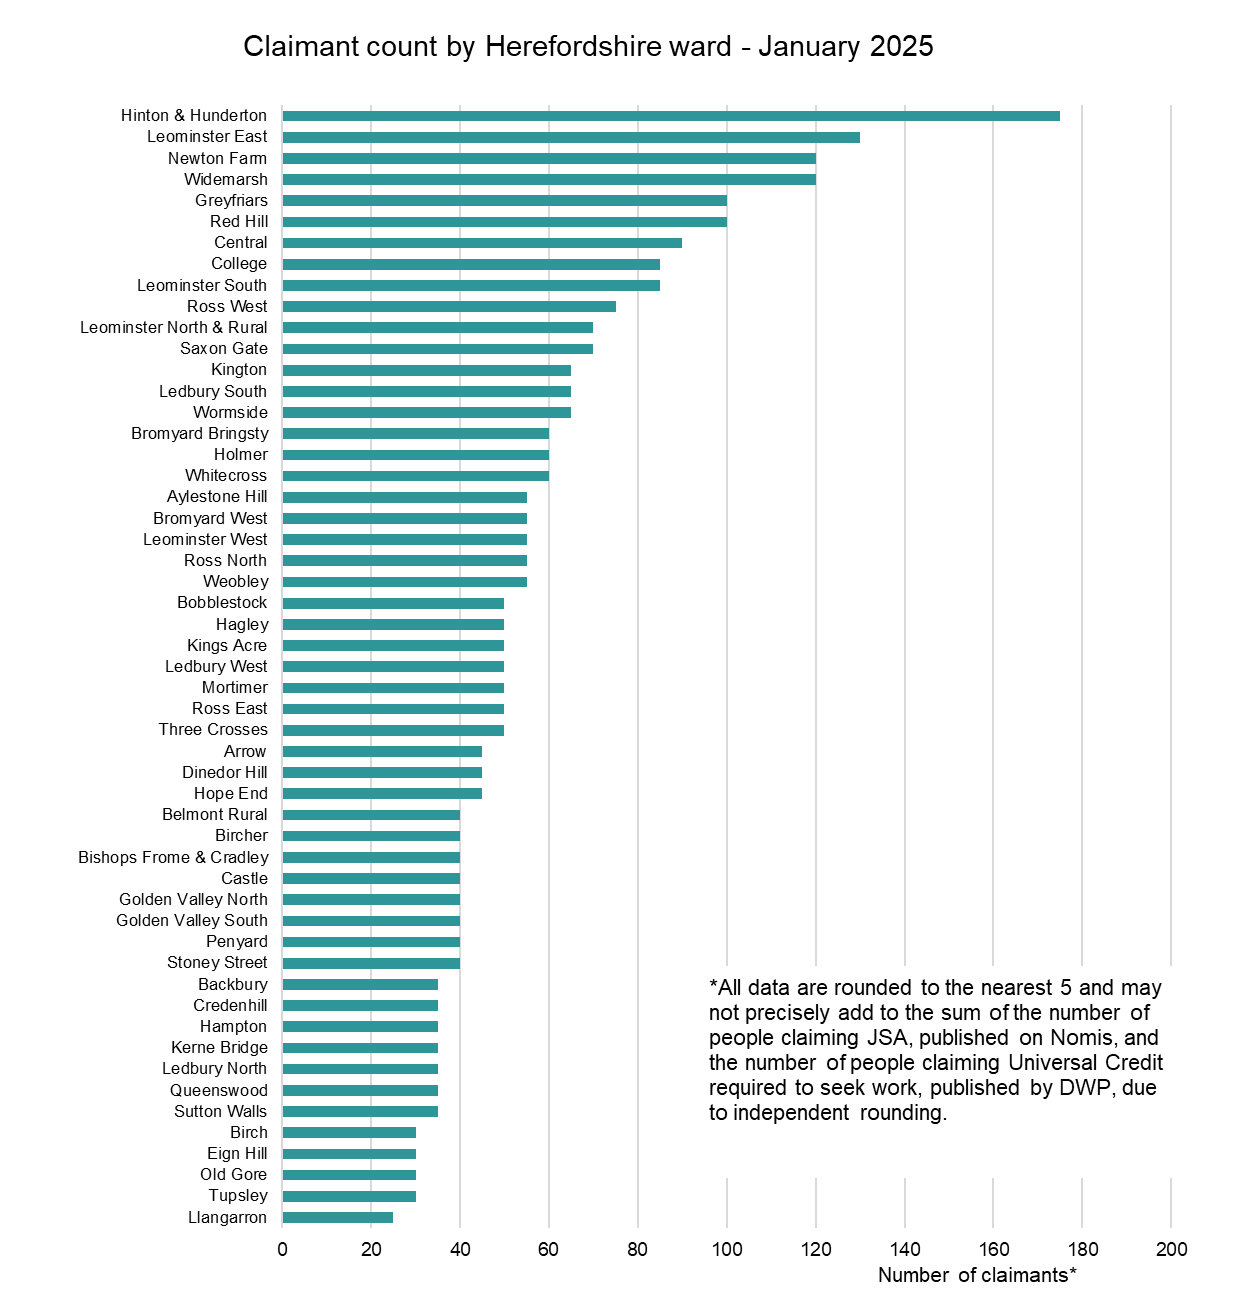 Claimant count by Herefordshire ward - January 2025
Hinton & Hunderton
Leominster East
Newton Farm
Widemarsh
Greyfriars
Red Hill
Central
College
Leominster South
Ross West
Leominster North & Rural
Saxon Gate
Kington
Ledbury South
Wormside
Bromyard Bringsty
Holmer
Whitecross
Aylestone Hill
Bromyard West
Leominster West
Ross North
Weobley
Bobblestock
Hagley
Kings Acre
Ledbury West
Mortimer
Ross East
Three Crosses
Arrow
Dinedor Hill
Hope End
Belmont Rural
Bircher
Bishops Frome & Cradley
Castle
Golden Valley North
Golden Valley South
Penyard
Stoney Street
Backbury
Credenhill
Hampton
Kerne Bridge
Ledbury North
Queenswood
Sutton Walls
Birch
Eign Hill
Old Gore
Tupsley
Llangarron
*All data are rounded to the nearest 5 and may
not precisely add to the sum of the number of
people claiming JSA, published on Nomis, and
the number of people claiming Universal Credit
required to seek work, published by DWP, due
to independent rounding.
0 20 40 60 80 100 120 140 160 180 200
Number of claimants*